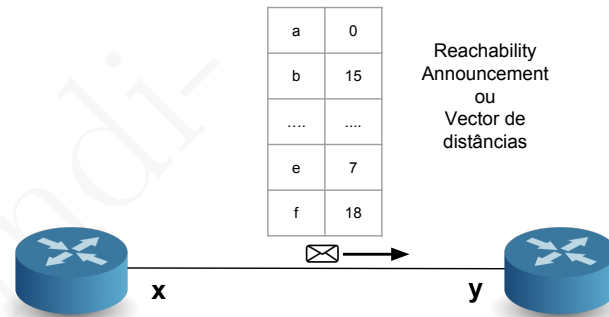 a 0
b 15
.... ....
e 7
f 18
Reachability
Announcement
ou
Vector de
distâncias
x
y